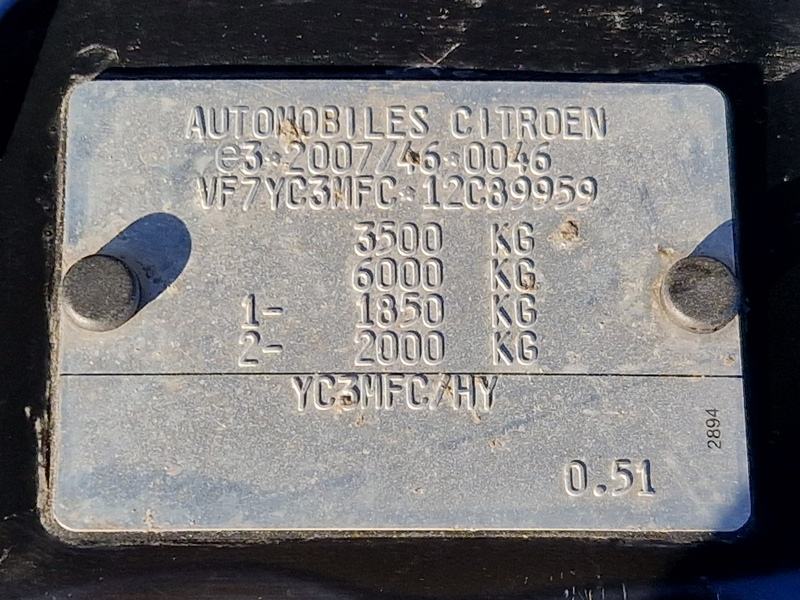 AUTOMOBILES CITROEN
e3*2007/46*0046
VF7YC3MFC*12C89959
3500 KG
6000 KG
1- 1850 KG
2- 2000 KG
YC3MFC/HY
2894
0.51